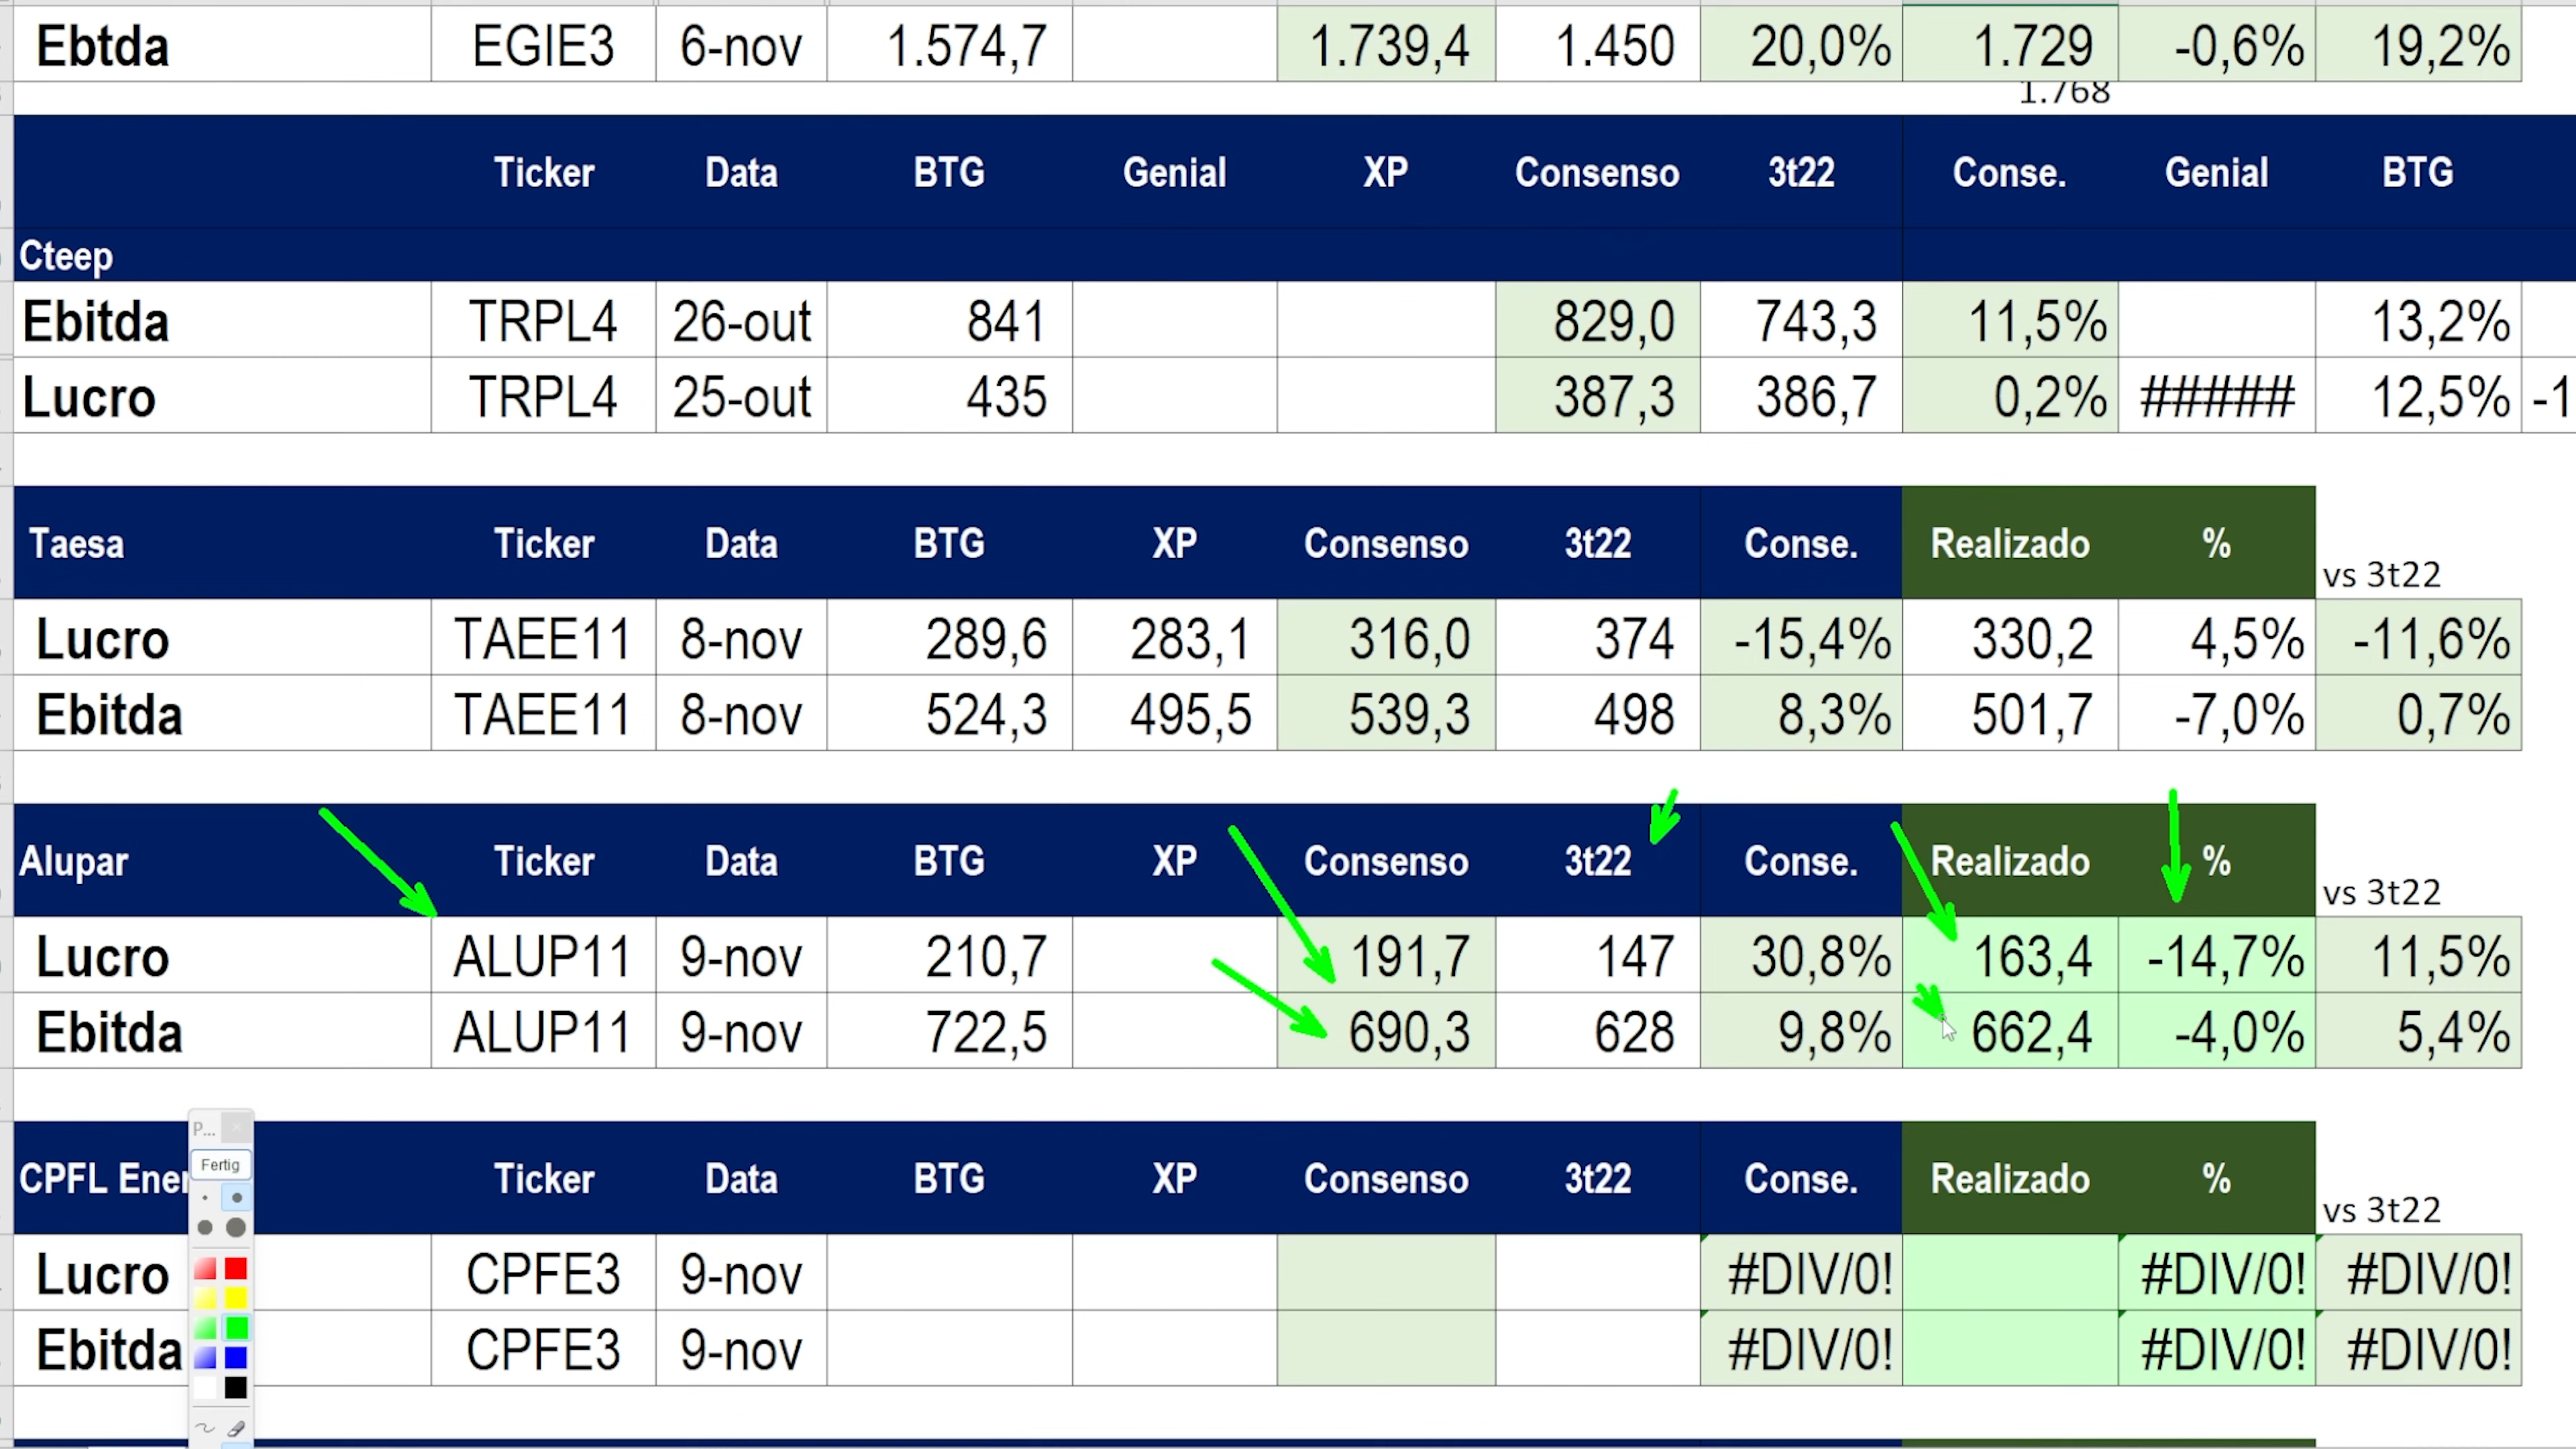 Ebtda EGIE3 6-nov 1.574,7 1.739,4 1.450 20,0% 1.729 -0,6% 19,2%
1.768
Ticker Data BTG Genial XP Consenso 3t22 Conse. Genial BTG
Cteep
Ebitda TRPL4 26-out 841 829,0 743,3 11,5% 13,2%
Lucro TRPL4 25-out 435 387,3 386,7 0,2% ##### 12,5% -1
Taesa Ticker Data BTG XP Consenso 3t22 Conse. Realizado % vs 3t22
Lucro TAEE11 8-nov 289,6 283,1 316,0 374 -15,4% 330,2 4,5% -11,6%
Ebitda TAEE11 8-nov 524,3 495,5 539,3 498 8,3% 501,7 -7,0% 0,7%
Alupar Ticker Data BTG XP Consenso 3t22 Conse. Realizado % vs 3t22
Lucro ALUP11 9-nov 210,7 191,7 147 30,8% 163,4 -14,7% 11,5%
Ebitda ALUP11 9-nov 722,5 690,3 628 9,8% 662,4 -4,0% 5,4%
P...
Fertig
CPFL Ener Ticker Data BTG XP Consenso 3t22 Conse. Realizado % vs 3t22
Lucro CPFE3 9-nov #DIV/0! #DIV/0! #DIV/0!
Ebitda CPFE3 9-nov #DIV/0! #DIV/0! #DIV/0!